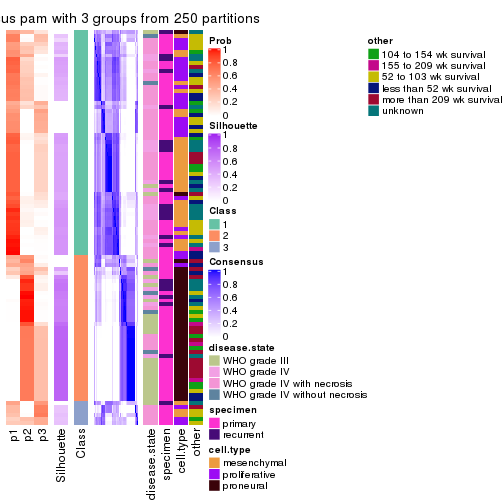 us pam with 3 groups from 250 partitions
Prob
1
0.8
0.6
0.4
0.2
0
Silhouette
1
0.8
0.6
0.4
0.2
0
Class
1
2
3
Consensus
1
0.8
0.6
0.4
0.2
0
disease.state
WHO grade III
WHO grade IV
WHO grade IV with necrosis
WHO grade IV without necrosis
specimen
primary
recurrent
cell.type
mesenchymal
proliferative
proneural
other
104 to 154 wk survival
155 to 209 wk survival
52 to 103 wk survival
less than 52 wk survival
more than 209 wk survival
unknown
p1
p2
p3
Silhouette
Class
disease.state
specimen
cell.type
other